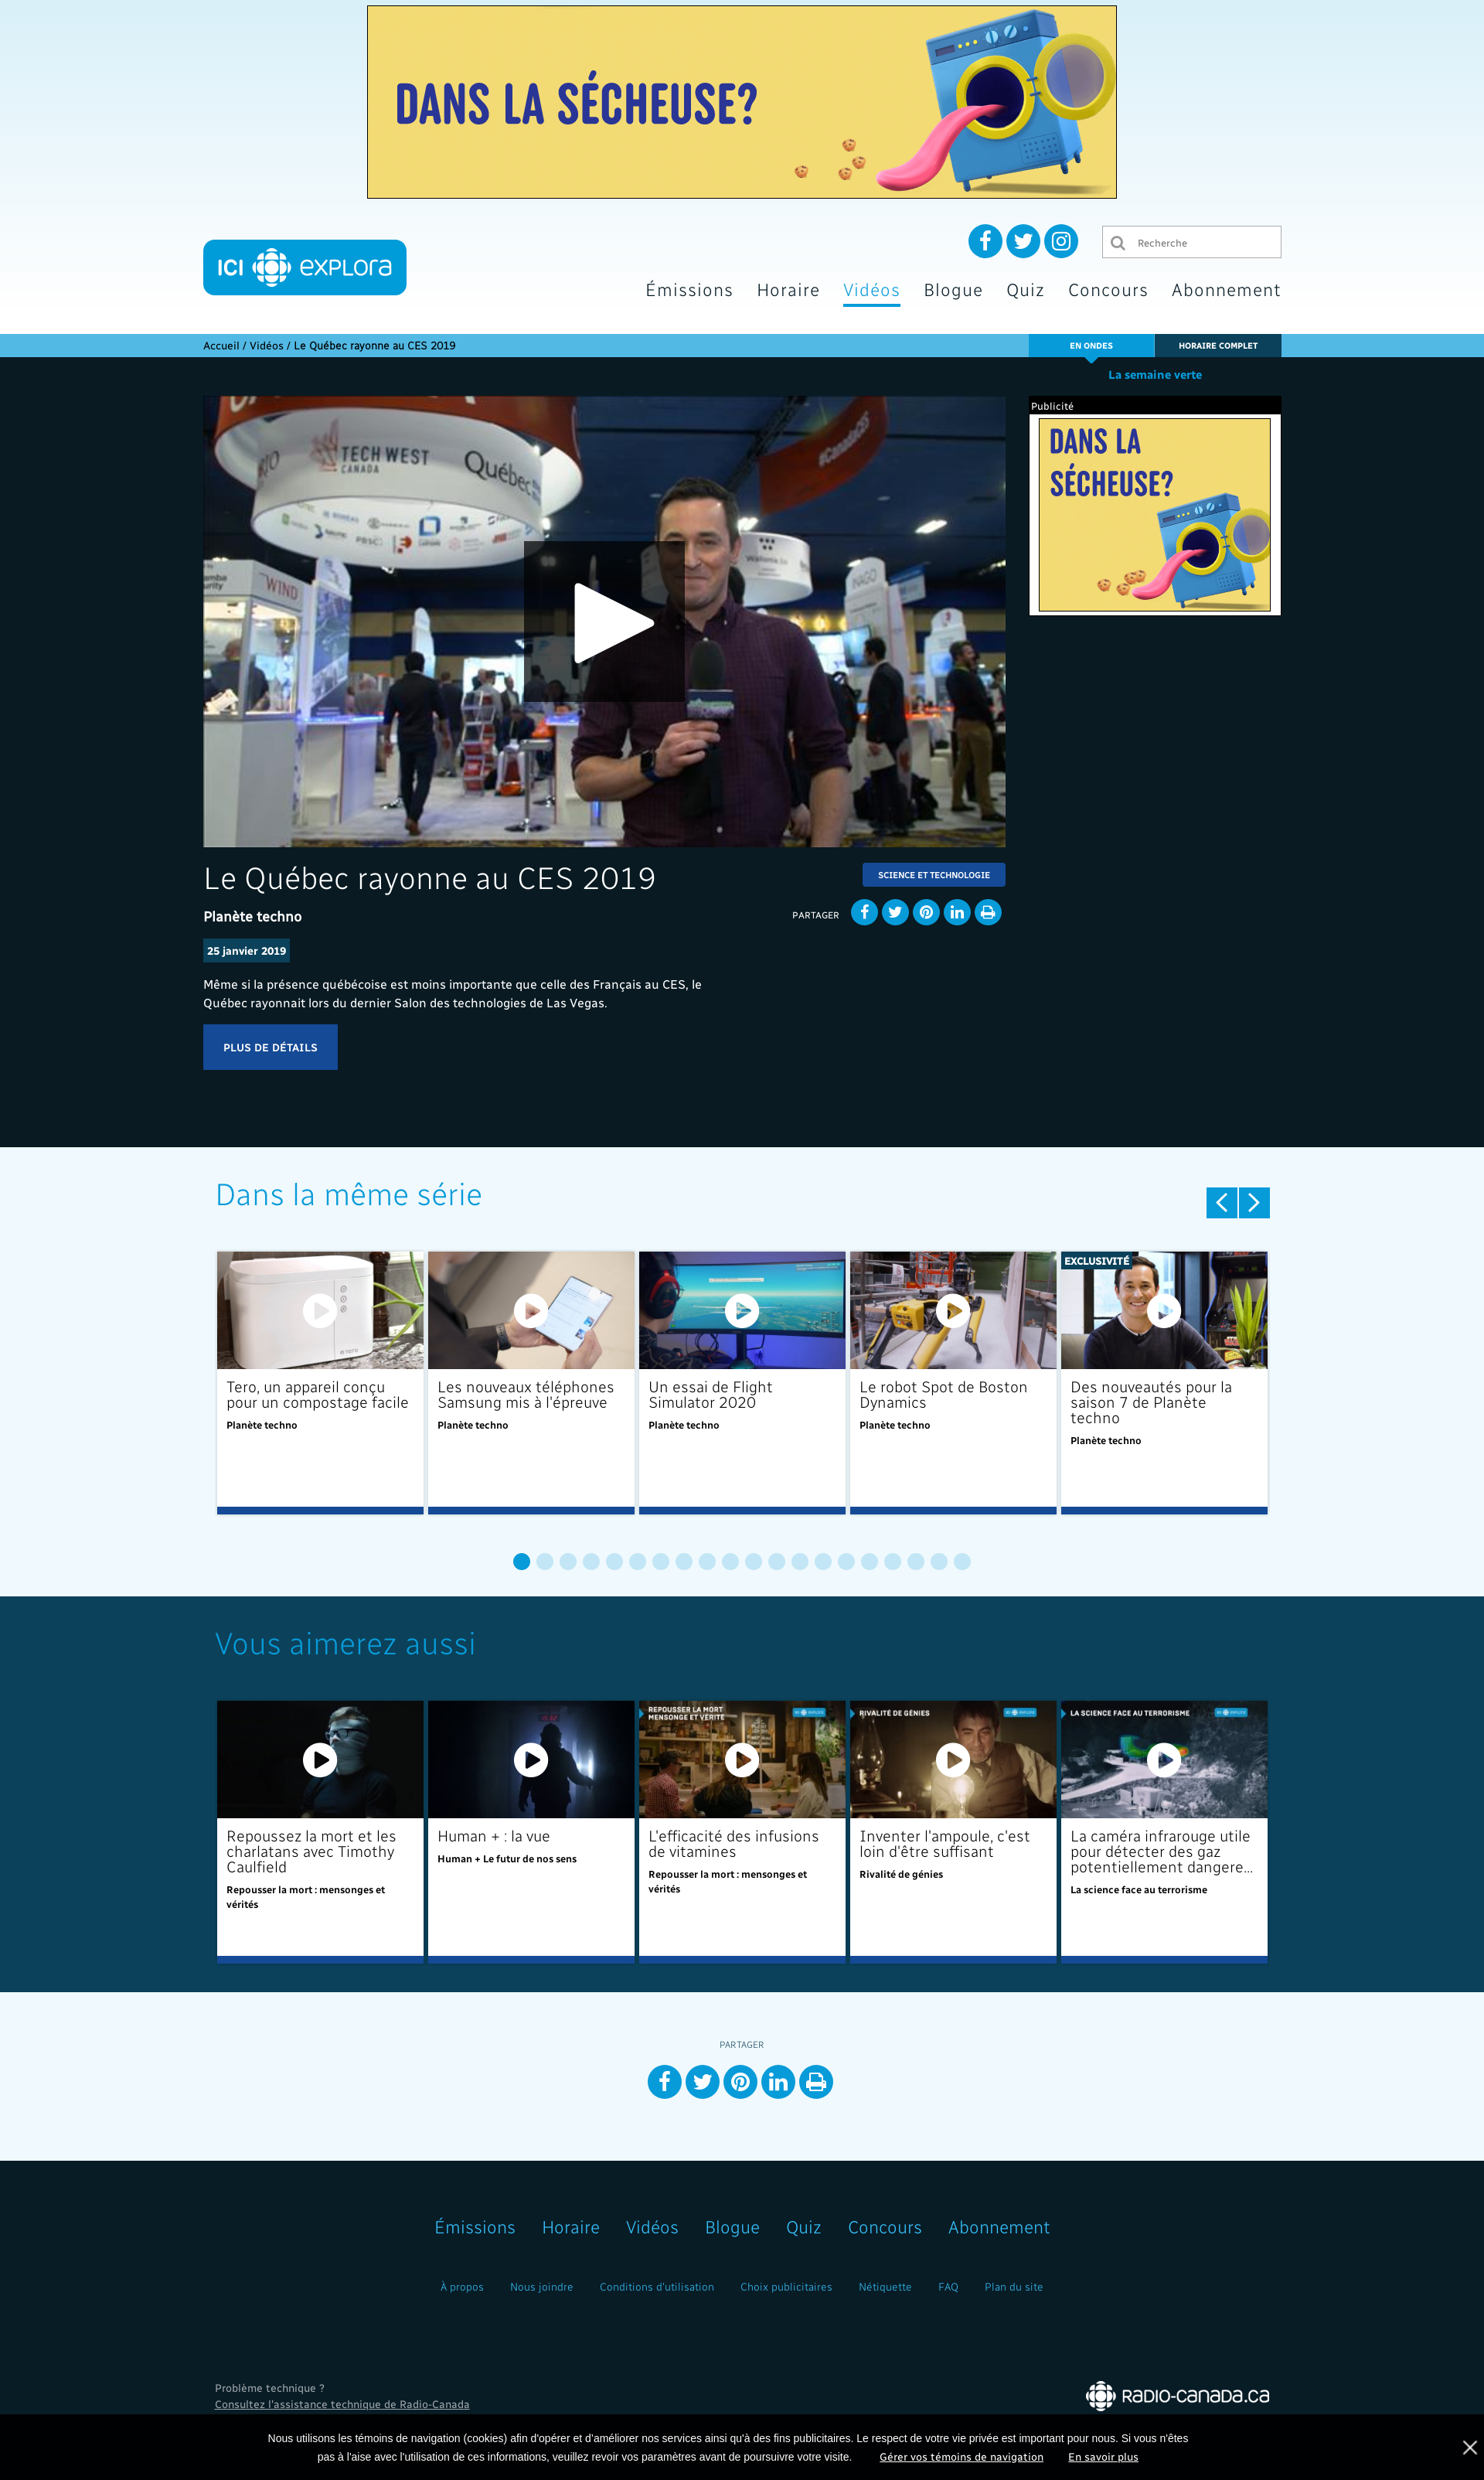 DANS LA SÉCHEUSE?
ICI explora
Recherche
Émissions Horaire Vidéos Blogue Quiz Concours Abonnement
Accueil / Vidéos / Le Québec rayonne au CES 2019
EN ONDES
HORAIRE COMPLET
La semaine verte
Publicité
DANS LA
SÉCHEUSE?
TECH WEST
CANADA
Québec
#CanadaCES
WIND
Le Québec rayonne au CES 2019
SCIENCE ET TECHNOLOGIE
Planète techno
PARTAGER
25 janvier 2019
Même si la présence québécoise est moins importante que celle des Français au CES, le
Québec rayonnait lors du dernier Salon des technologies de Las Vegas.
PLUS DE DÉTAILS
Dans la même série
Tero, un appareil conçu
pour un compostage facile
Planète techno
Les nouveaux téléphones
Samsung mis à l'épreuve
Planète techno
Un essai de Flight
Simulator 2020
Planète techno
Le robot Spot de Boston
Dynamics
Planète techno
EXCLUSIVITÉ
Des nouveautés pour la
saison 7 de Planète
techno
Planète techno
Vous aimerez aussi
Repoussez la mort et les
charlatans avec Timothy
Caulfield
Repousser la mort : mensonges et
vérités
Human + : la vue
Human + Le futur de nos sens
REPOUSSER LA MORT
MENSONGE ET VÉRITÉ
L'efficacité des infusions
de vitamines
Repousser la mort : mensonges et
vérités
RIVALITÉ DE GÉNIES
Inventer l'ampoule, c'est
loin d'être suffisant
Rivalité de génies
LA SCIENCE FACE AU TERRORISME
La caméra infrarouge utile
pour détecter des gaz
potentiellement dangere...
La science face au terrorisme
PARTAGER
Émissions Horaire Vidéos Blogue Quiz Concours Abonnement
À propos Nous joindre Conditions d'utilisation Choix publicitaires Nétiquette FAQ Plan du site
Problème technique ?
Consultez l'assistance technique de Radio-Canada
RADIO-CANADA.CA
Nous utilisons les témoins de navigation (cookies) afin d'opérer et d'améliorer nos services ainsi qu'à des fins publicitaires. Le respect de votre vie privée est important pour nous. Si vous n'êtes
pas à l'aise avec l'utilisation de ces informations, veuillez revoir vos paramètres avant de poursuivre votre visite. Gérer vos témoins de navigation En savoir plus